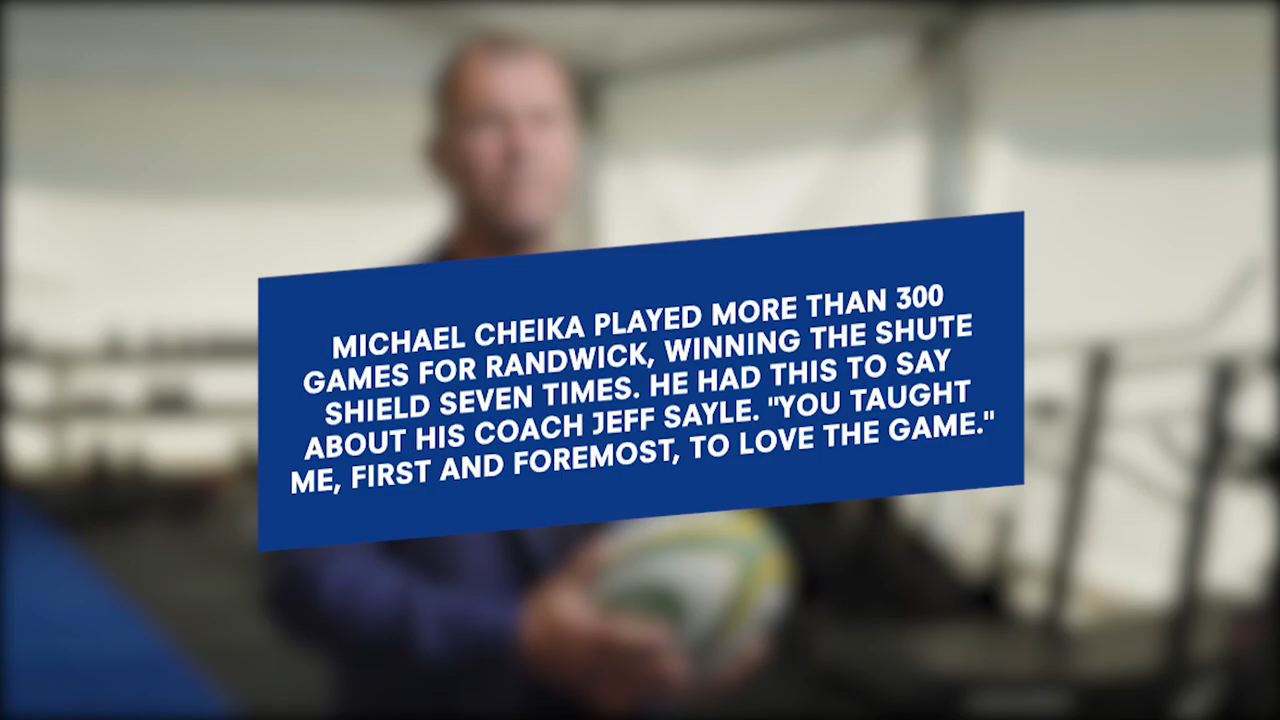 MICHAEL CHEIKA PLAYED MORE THAN 300
GAMES FOR RANDWICK, WINNING THE SHUTE
SHIELD SEVEN TIMES. HE HAD THIS TO SAY
ABOUT HIS COACH JEFF SAYLE. "YOU TAUGHT
ME, FIRST AND FOREMOST, TO LOVE THE GAME."